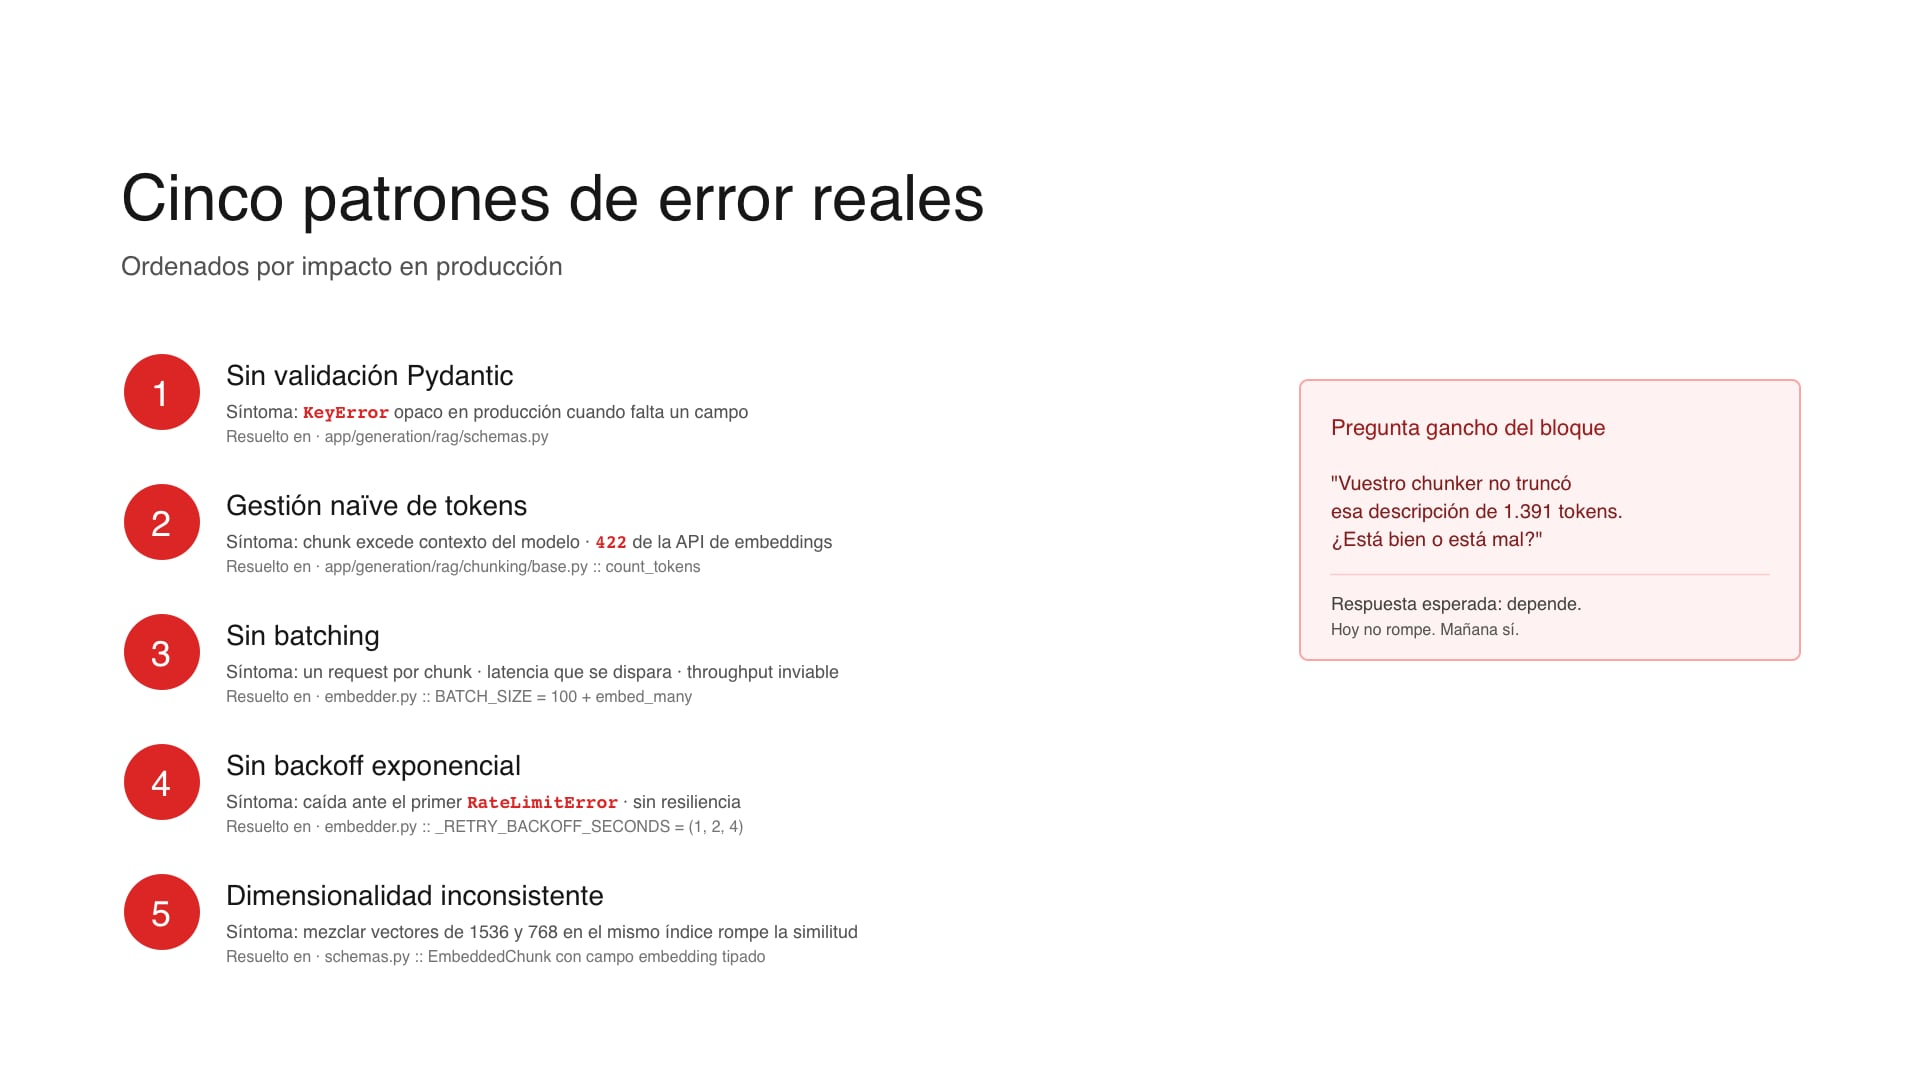 Cinco patrones de error reales
Ordenados por impacto en producción
1
Sin validación Pydantic
Síntoma: KeyError opaco en producción cuando falta un campo
Resuelto en · app/generation/rag/schemas.py
2
Gestión naïve de tokens
Síntoma: chunk excede contexto del modelo · 422 de la API de embeddings
Resuelto en · app/generation/rag/chunking/base.py :: count_tokens
3
Sin batching
Síntoma: un request por chunk · latencia que se dispara · throughput inviable
Resuelto en · embedder.py :: BATCH_SIZE = 100 + embed_many
4
Sin backoff exponencial
Síntoma: caída ante el primer RateLimitError · sin resiliencia
Resuelto en · embedder.py :: _RETRY_BACKOFF_SECONDS = (1, 2, 4)
5
Dimensionalidad inconsistente
Síntoma: mezclar vectores de 1536 y 768 en el mismo índice rompe la similitud
Resuelto en · schemas.py :: EmbeddedChunk con campo embedding tipado
Pregunta gancho del bloque
"Vuestro chunker no truncó
esa descripción de 1.391 tokens.
¿Está bien o está mal?"
Respuesta esperada: depende.
Hoy no rompe. Mañana sí.